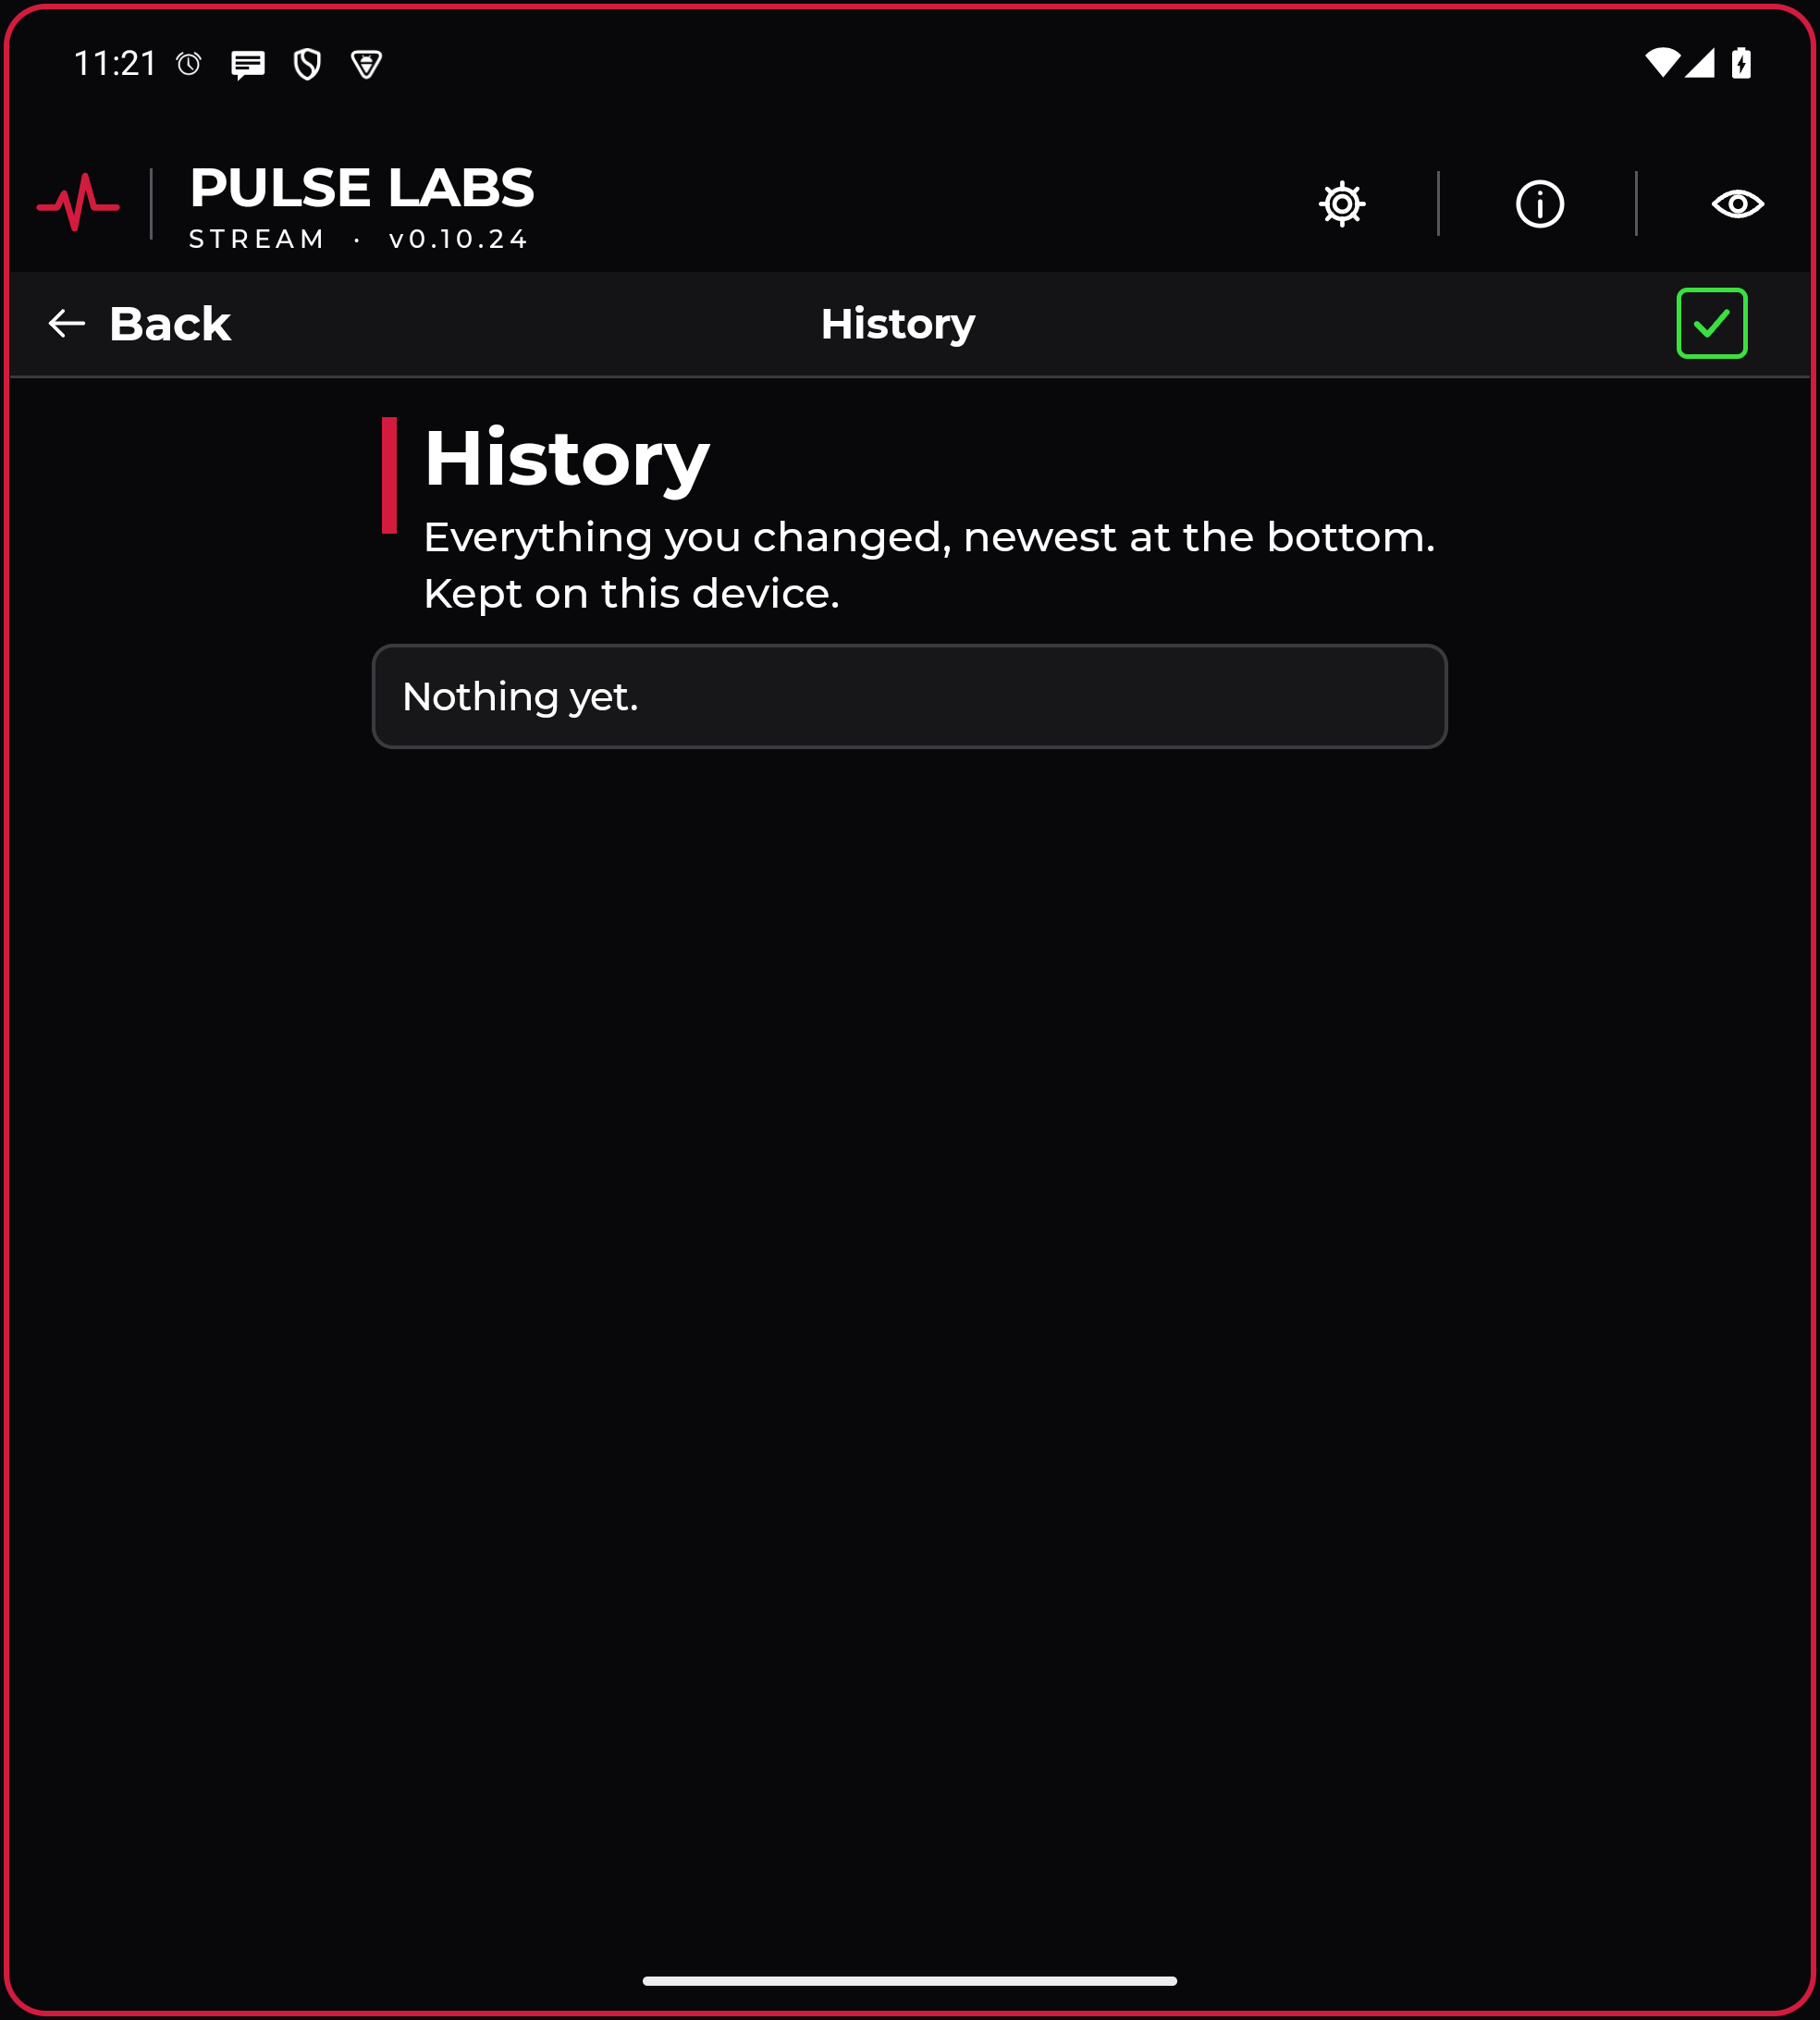 11:21
PULSE LABS
STREAM · v0.10.24
Back
History
History
Everything you changed, newest at the bottom.
Kept on this device.
Nothing yet.